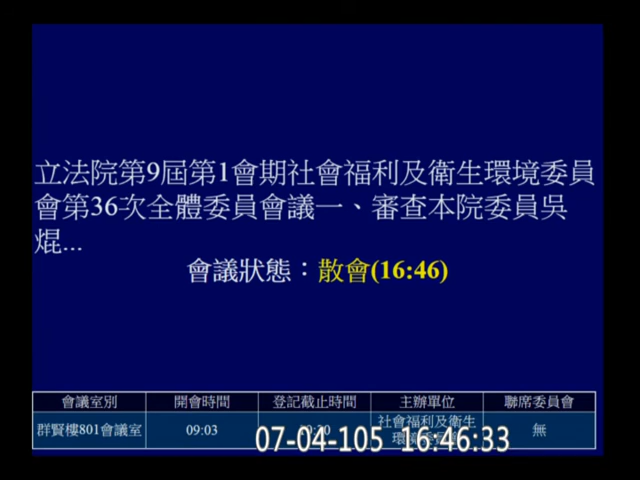 立法院第9屆第1會期社會福利及衛生環境委員
會第36次全體委員會議一、審查本院委員吳
焜...
會議狀態：散會(16:46)
會議室別 開會時間 登記截止時間 主辦單位 聯席委員會
群賢樓801會議室 09:03 社會福利及衛生 無
07-04-105 16:46:33